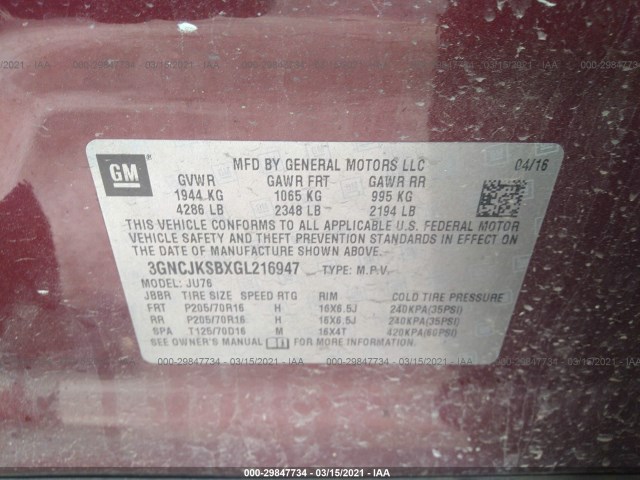 000-29847734 - 03/15/2021 - IAA
MFD BY GENERAL MOTORS LLC 04/16
GM
GVWR GAWR FRT GAWR RR
1944 KG 1065 KG 995 KG
4286 LB 2348 LB 2194 LB
THIS VEHICLE CONFORMS TO ALL APPLICABLE U.S. FEDERAL MOTOR
VEHICLE SAFETY AND THEFT PREVENTION STANDARDS IN EFFECT ON THE
DATE OF MANUFACTURE SHOWN ABOVE.
3GNCJKSBXGL216947 TYPE: M.P.V.
MODEL: JU76
JBBR TIRE SIZE SPEED RTG RIM COLD TIRE PRESSURE
FRT P205/70R16 H 16X6.5J 240KPA(35PSI)
RR P205/70R16 H 16X6.5J 240KPA(35PSI)
SPA T125/70D16 M 16X4T 420KPA(60PSI)
SEE OWNER'S MANUAL FOR MORE INFORMATION.
000-29847734 - 03/15/2021 - IAA